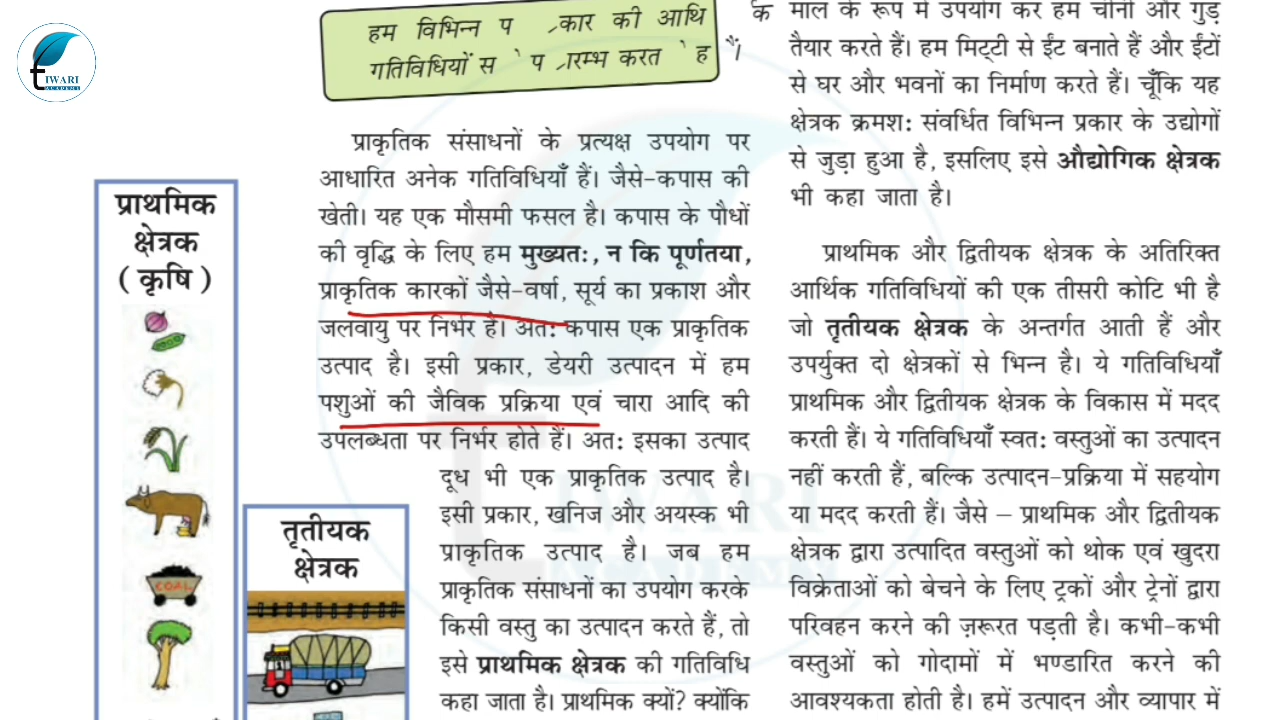 TIWARI
ACADEMY
हम विभिन्न प ्रकार की आथि
गतिविधियों स े प ्रारम्भ करत े ह ैं।
प्राकृतिक संसाधनों के प्रत्यक्ष उपयोग पर
आधारित अनेक गतिविधियाँ हैं। जैसे-कपास की
खेती। यह एक मौसमी फसल है। कपास के पौधों
की वृद्धि के लिए हम मुख्यतः, न कि पूर्णतया,
प्राकृतिक कारकों जैसे-वर्षा, सूर्य का प्रकाश और
जलवायु पर निर्भर है। अतः कपास एक प्राकृतिक
उत्पाद है। इसी प्रकार, डेयरी उत्पादन में हम
पशुओं की जैविक प्रक्रिया एवं चारा आदि की
उपलब्धता पर निर्भर होते हैं। अतः इसका उत्पाद
दूध भी एक प्राकृतिक उत्पाद है।
इसी प्रकार, खनिज और अयस्क भी
प्राकृतिक उत्पाद है। जब हम
प्राकृतिक संसाधनों का उपयोग करके
किसी वस्तु का उत्पादन करते हैं, तो
इसे प्राथमिक क्षेत्रक की गतिविधि
कहा जाता है। प्राथमिक क्यों? क्योंकि
प्राथमिक
क्षेत्रक
( कृषि )
COAL
तृतीयक
क्षेत्रक
क
माल के रूप में उपयोग कर हम चीनी और गुड़
तैयार करते हैं। हम मिट्टी से ईंट बनाते हैं और ईंटों
से घर और भवनों का निर्माण करते हैं। चूँकि यह
क्षेत्रक क्रमशः संवर्धित विभिन्न प्रकार के उद्योगों
से जुड़ा हुआ है, इसलिए इसे औद्योगिक क्षेत्रक
भी कहा जाता है।
प्राथमिक और द्वितीयक क्षेत्रक के अतिरिक्त
आर्थिक गतिविधियों की एक तीसरी कोटि भी है
जो तृतीयक क्षेत्रक के अन्तर्गत आती हैं और
उपर्युक्त दो क्षेत्रकों से भिन्न है। ये गतिविधियाँ
प्राथमिक और द्वितीयक क्षेत्रक के विकास में मदद
करती हैं। ये गतिविधियाँ स्वतः वस्तुओं का उत्पादन
नहीं करती हैं, बल्कि उत्पादन-प्रक्रिया में सहयोग
या मदद करती हैं। जैसे – प्राथमिक और द्वितीयक
क्षेत्रक द्वारा उत्पादित वस्तुओं को थोक एवं खुदरा
विक्रेताओं को बेचने के लिए ट्रकों और ट्रेनों द्वारा
परिवहन करने की ज़रूरत पड़ती है। कभी-कभी
वस्तुओं को गोदामों में भण्डारित करने की
आवश्यकता होती है। हमें उत्पादन और व्यापार में
TIWARI
ACADEMY